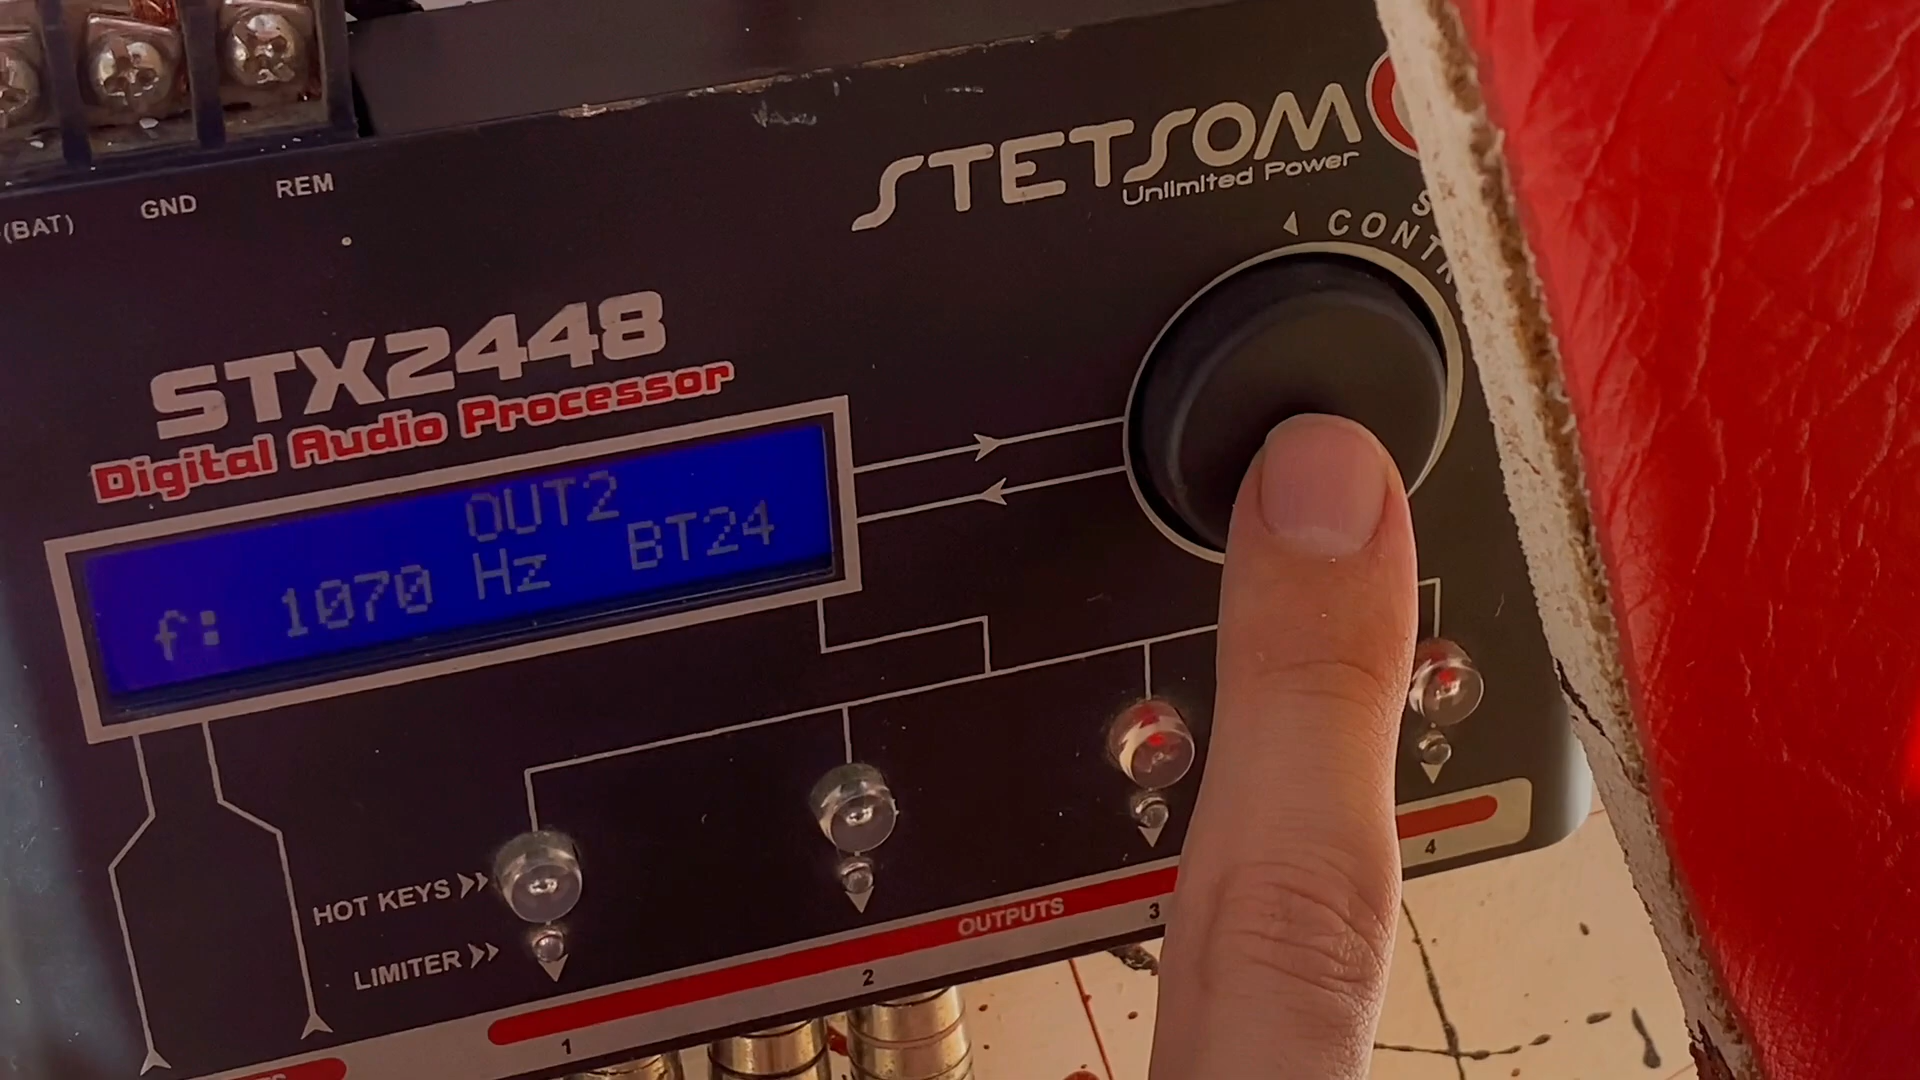 (BAT) GND REM
STETSOM
Unlimited Power
CONTR
STX2448
Digital Audio Processor
OUT2
f: 1070 Hz BT24
HOT KEYS
LIMITER
OUTPUTS
1 2 3 4